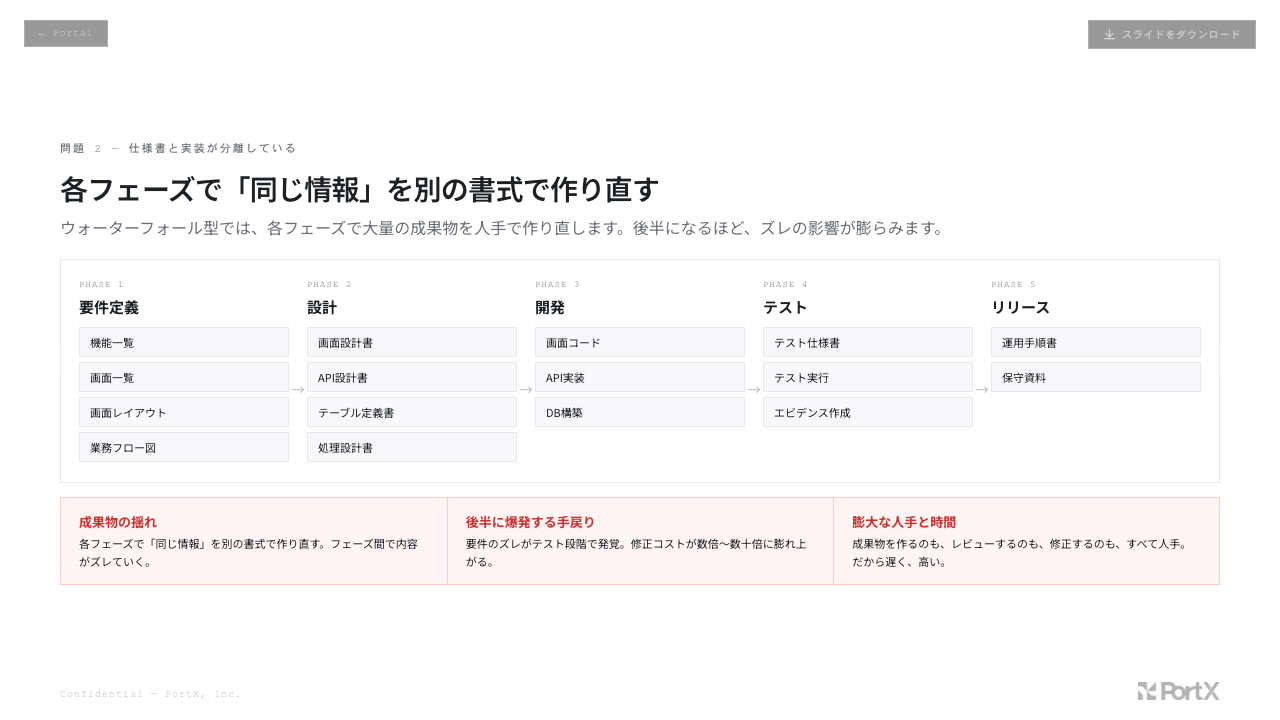 ← Portal
スライドをダウンロード
問題 2 — 仕様書と実装が分離している
各フェーズで「同じ情報」を別の書式で作り直す
ウォーターフォール型では、各フェーズで大量の成果物を人手で作り直します。後半になるほど、ズレの影響が膨らみます。
PHASE 1
要件定義
機能一覧
画面一覧
画面レイアウト
業務フロー図
→
PHASE 2
設計
画面設計書
API設計書
テーブル定義書
処理設計書
→
PHASE 3
開発
画面コード
API実装
DB構築
→
PHASE 4
テスト
テスト仕様書
テスト実行
エビデンス作成
→
PHASE 5
リリース
運用手順書
保守資料
成果物の揺れ
各フェーズで「同じ情報」を別の書式で作り直す。フェーズ間で内容
がズレていく。
後半に爆発する手戻り
要件のズレがテスト段階で発覚。修正コストが数倍〜数十倍に膨れ上
がる。
膨大な人手と時間
成果物を作るのも、レビューするのも、修正するのも、すべて人手。
だから遅く、高い。
Confidential — PortX, Inc.
PortX